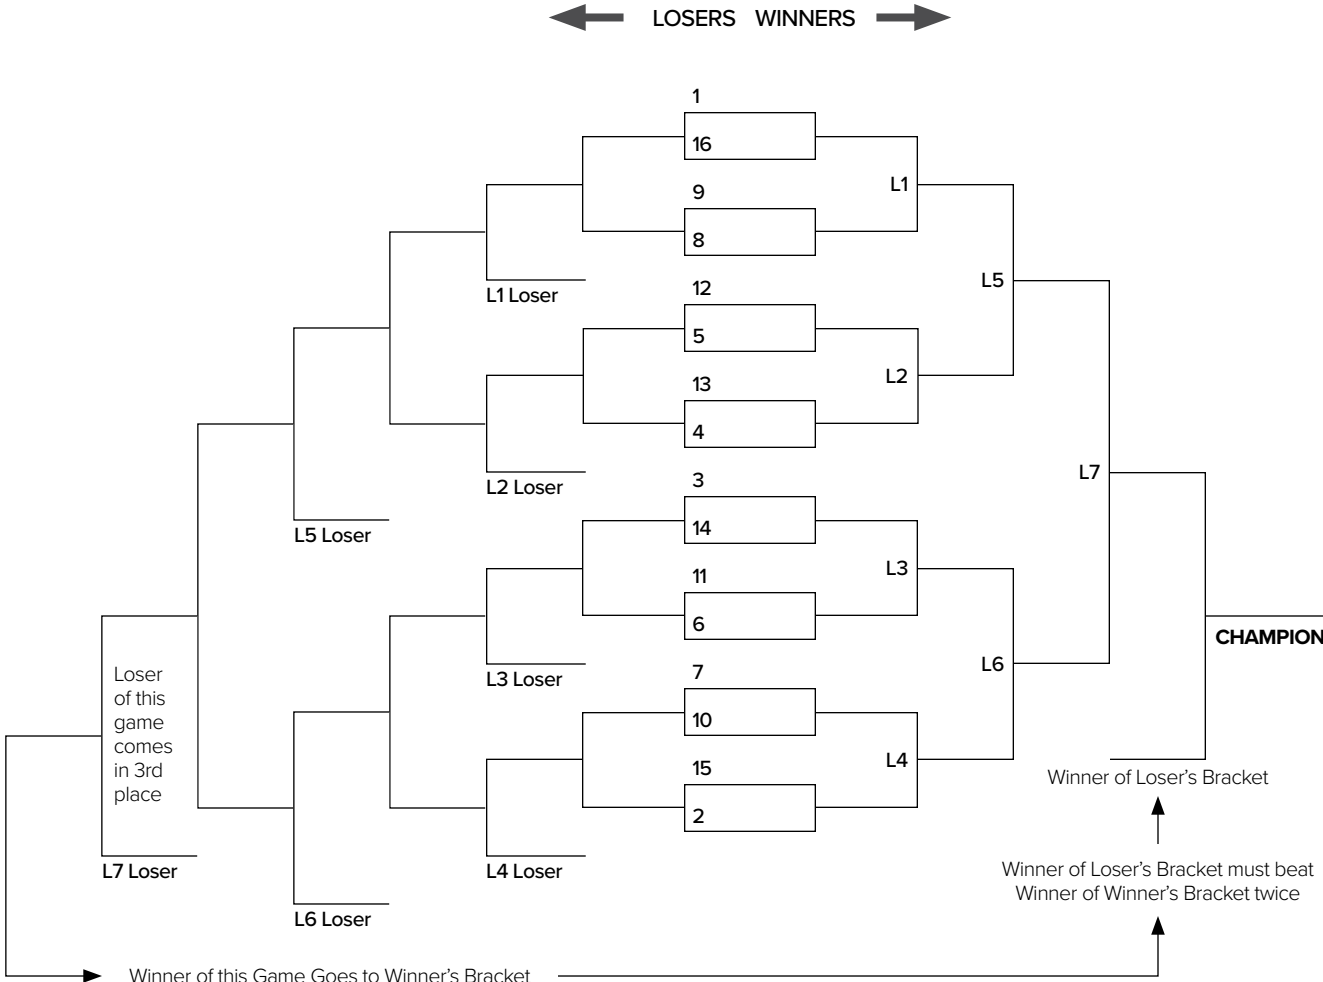 LOSERS WINNERS
1
16
L1
9
8
L1 Loser
12
L5
5
L2
13
4
L2 Loser
3
L7
14
L5 Loser
11
L3
6
CHAMPION
7
L6
L3 Loser
Loser
of this
game
comes
in 3rd
place
10
15
L4
2
Winner of Loser's Bracket
L7 Loser
L4 Loser
Winner of Loser's Bracket must beat
Winner of Winner's Bracket twice
L6 Loser
Winner of this Game Goes to Winner's Bracket